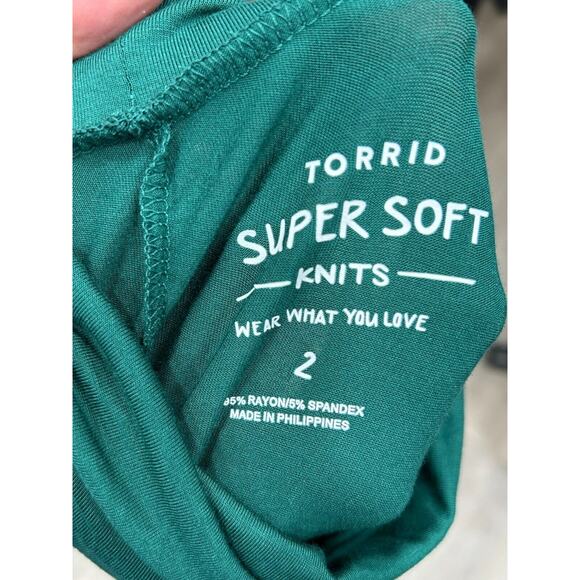 TORRID
SUPER SOFT
KNITS
WEAR WHAT YOU LOVE
2
95% RAYON/5% SPANDEX
MADE IN PHILIPPINES